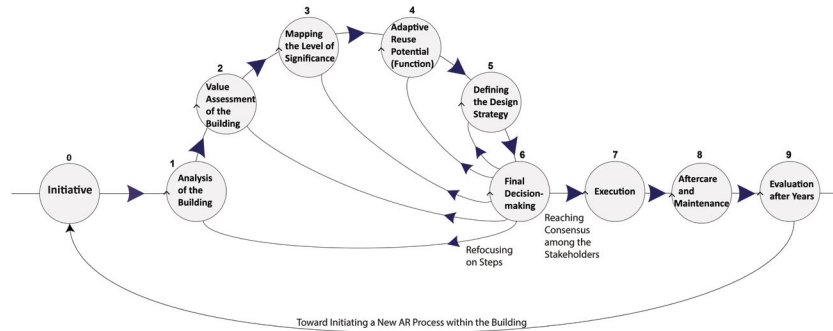 0
Initiative
1
Analysis
of the
Building
2
Value
Assessment
of the
Building
3
Mapping
the Level of
Significance
4
Adaptive
Reuse
Potential
(Function)
5
Defining
the Design
Strategy
6
Final
Decision-
making
7
Execution
8
Aftercare
and
Maintenance
9
Evaluation
after Years
Reaching
Consensus
among the
Stakeholders
Refocusing
on Steps
Toward Initiating a New AR Process within the Building